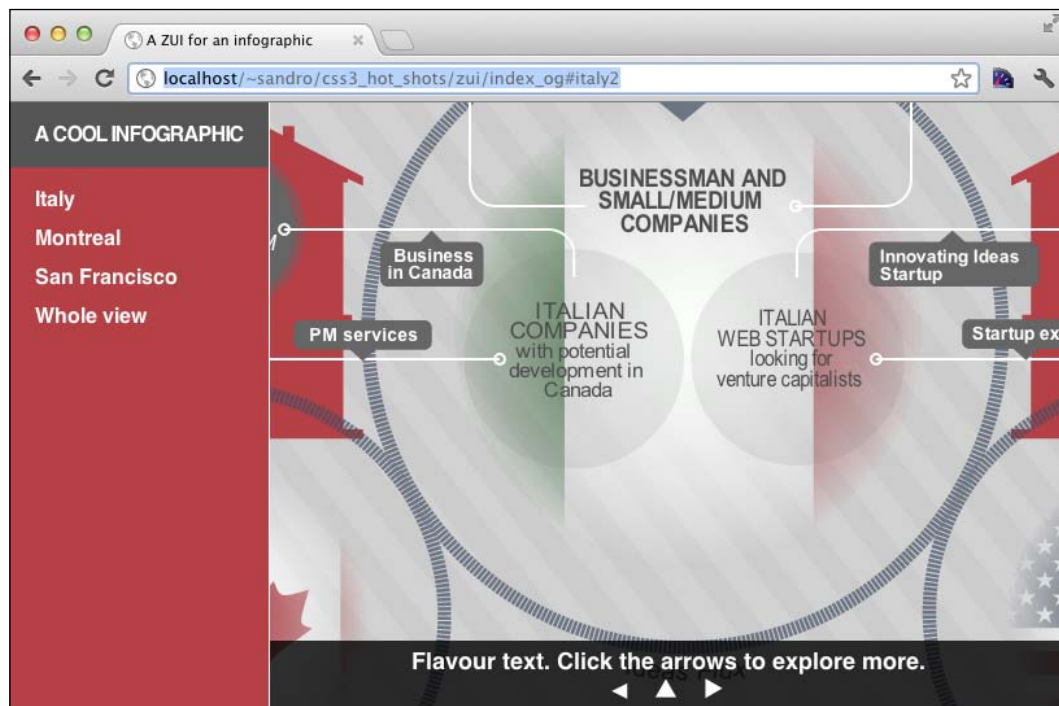 A ZUI for an infographic
localhost/~sandro/css3_hot_shots/zui/index_og#italy2
A COOL INFOGRAPHIC
Italy
Montreal
San Francisco
Whole view
BUSINESSMAN AND
SMALL/MEDIUM
COMPANIES
Business
in Canada
Innovating Ideas
Startup
PM services
ITALIAN
COMPANIES
with potential
development in
Canada
ITALIAN
WEB STARTUPS
looking for
venture capitalists
Startup ex
Flavour text. Click the arrows to explore more.